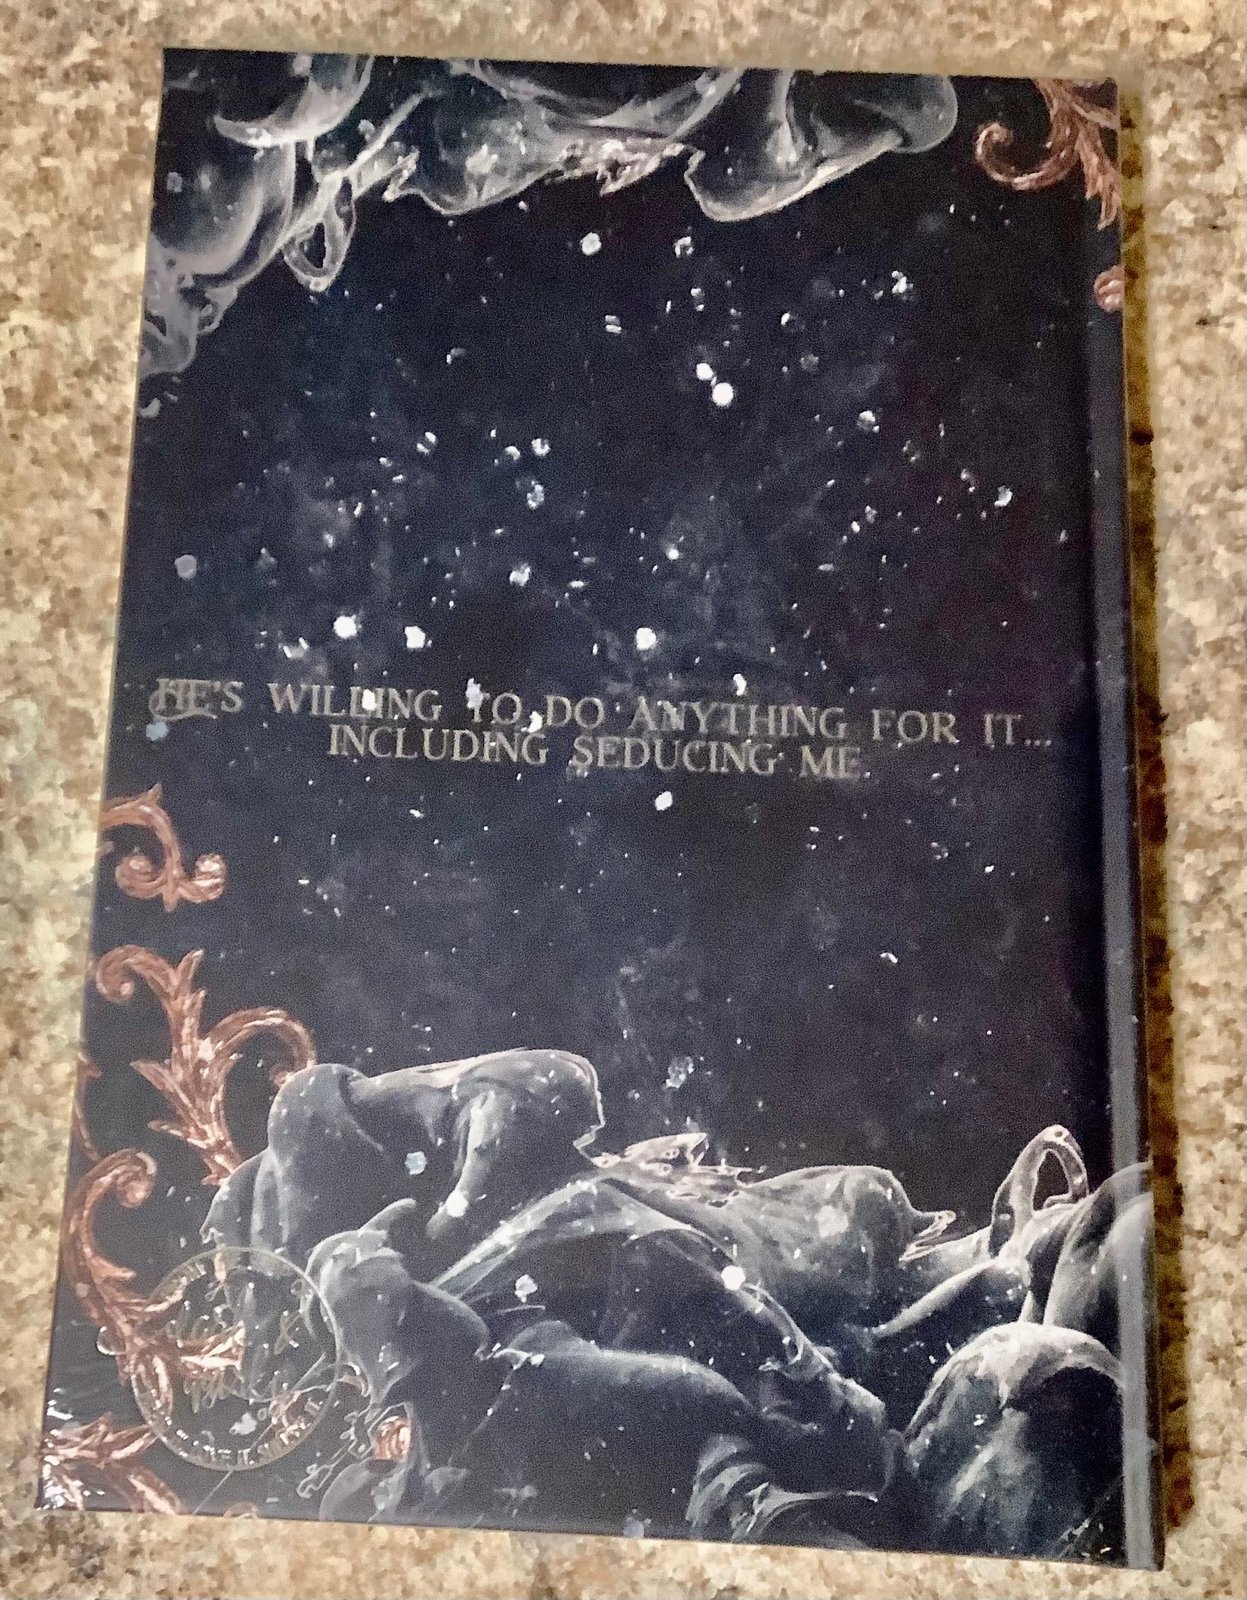 HE'S WILLING TO DO ANYTHING FOR IT...
INCLUDING SEDUCING ME.